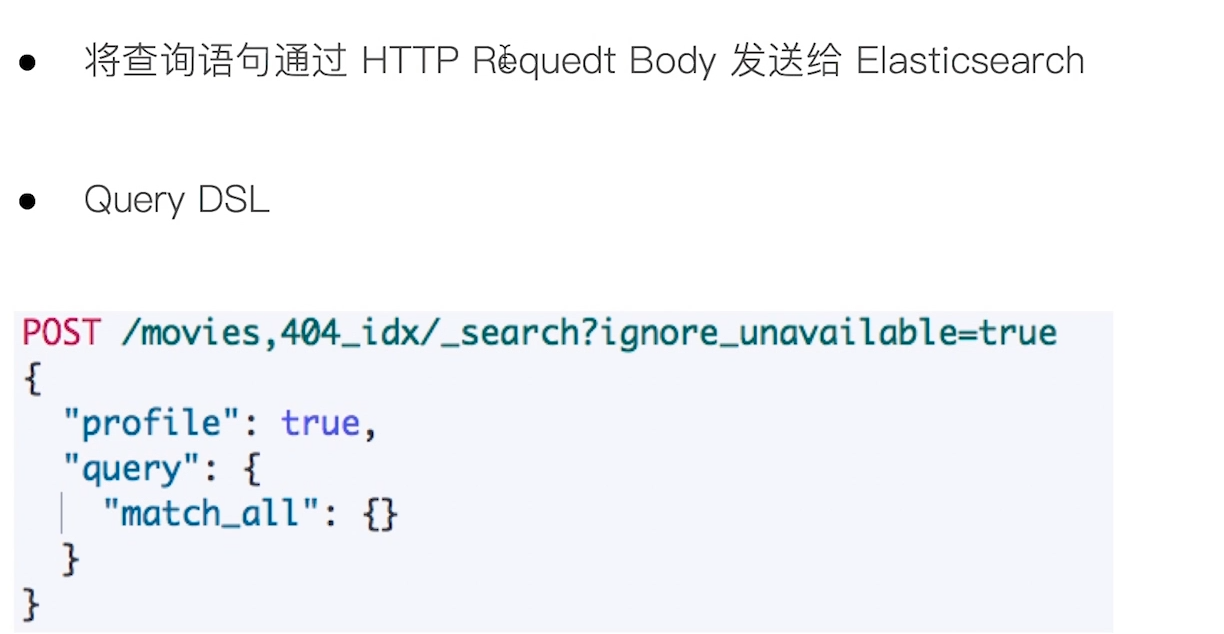 ● 将查询语句通过 HTTP Requedt Body 发送给 Elasticsearch
● Query DSL
POST /movies,404_idx/_search?ignore_unavailable=true
{
  "profile": true,
  "query": {
    "match_all": {}
  }
}